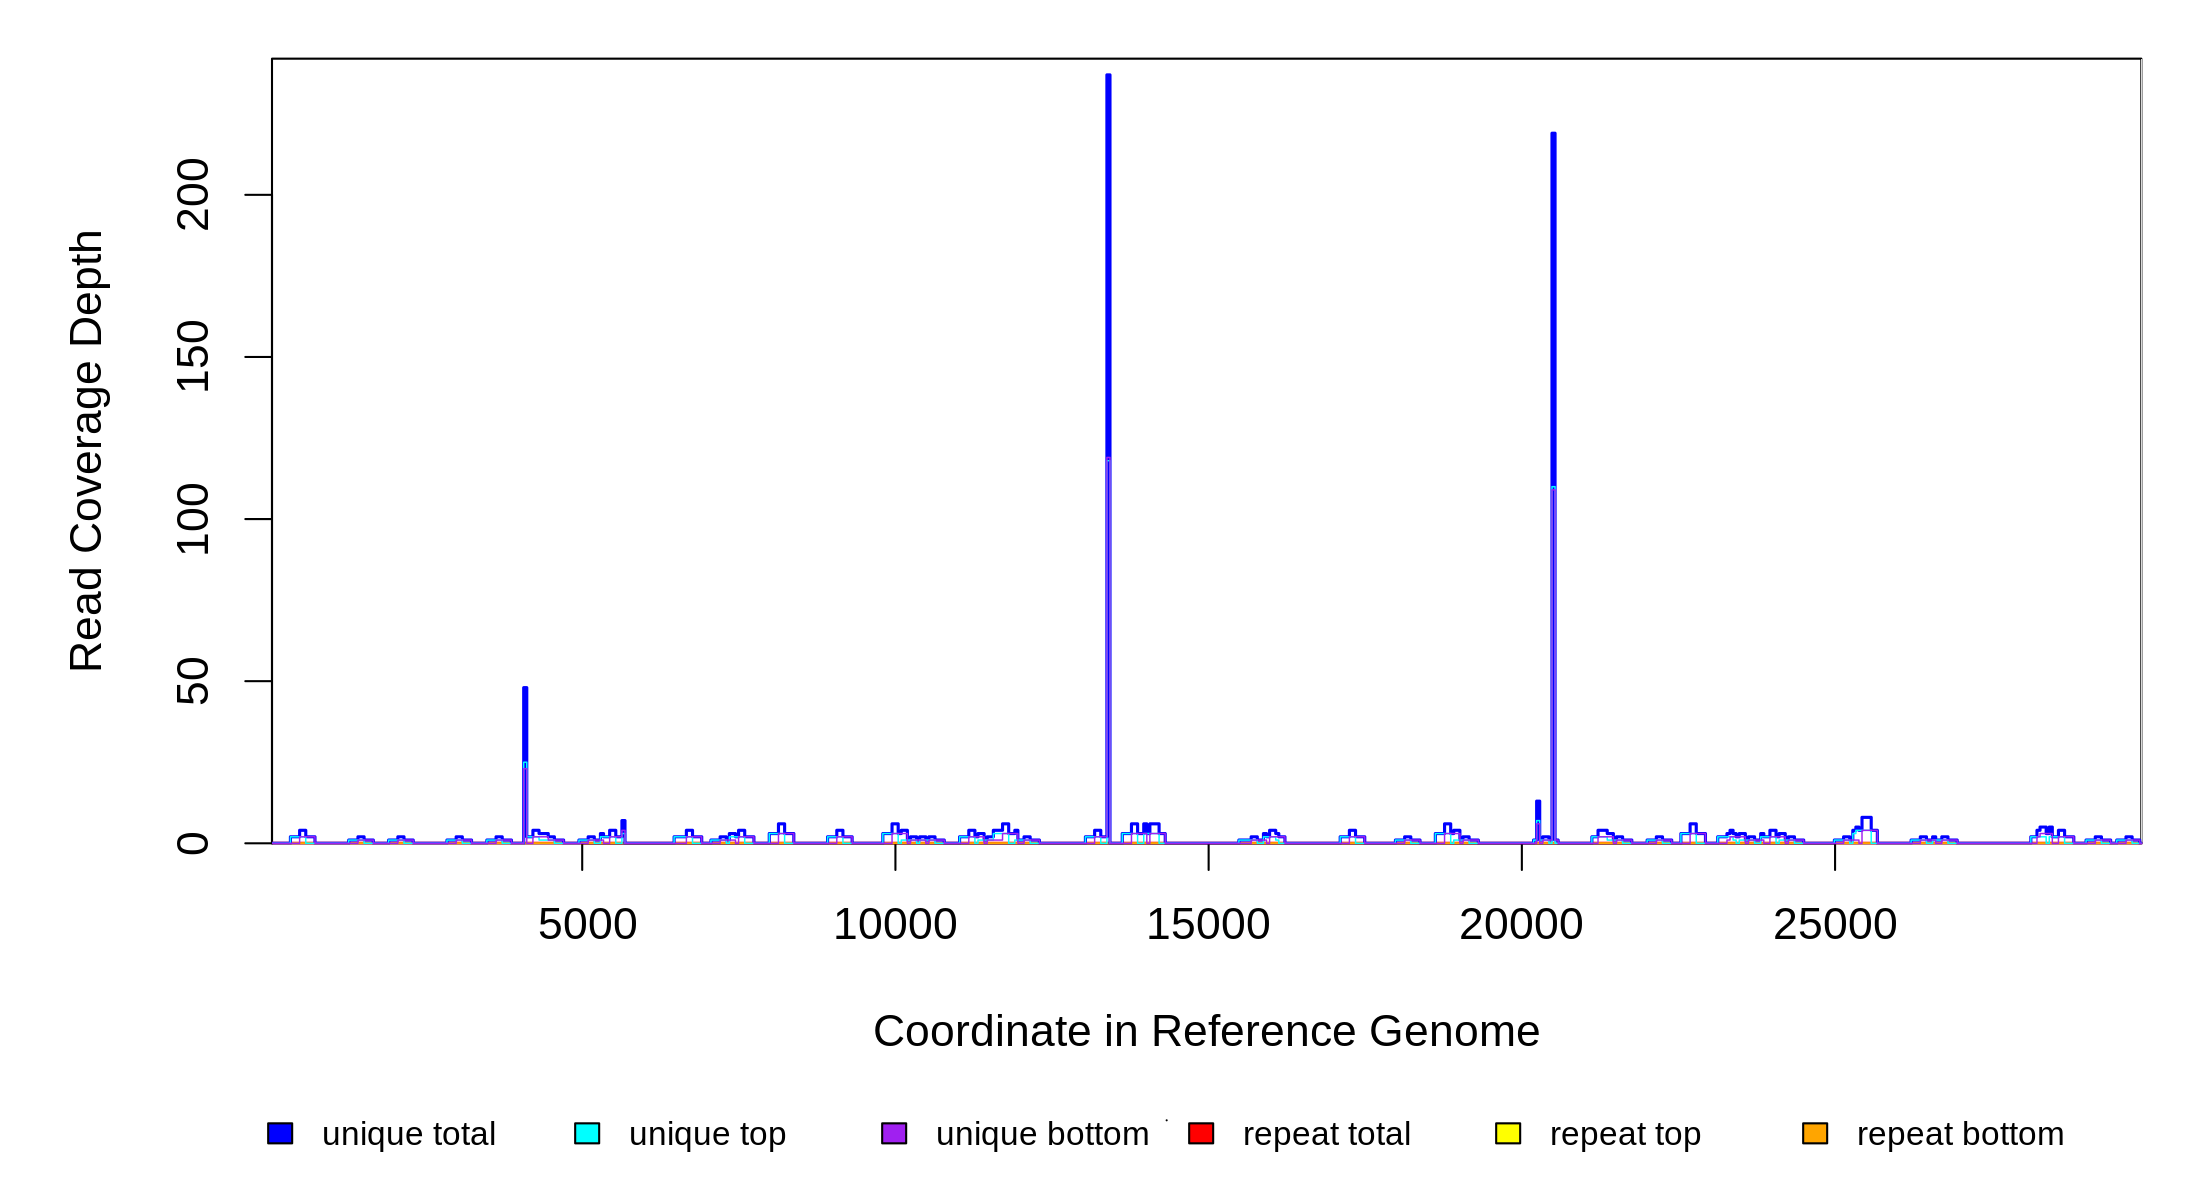 Read Coverage Depth
200
150
100
50
0
5000 10000 15000 20000 25000
Coordinate in Reference Genome
unique total unique top unique bottom repeat total repeat top repeat bottom